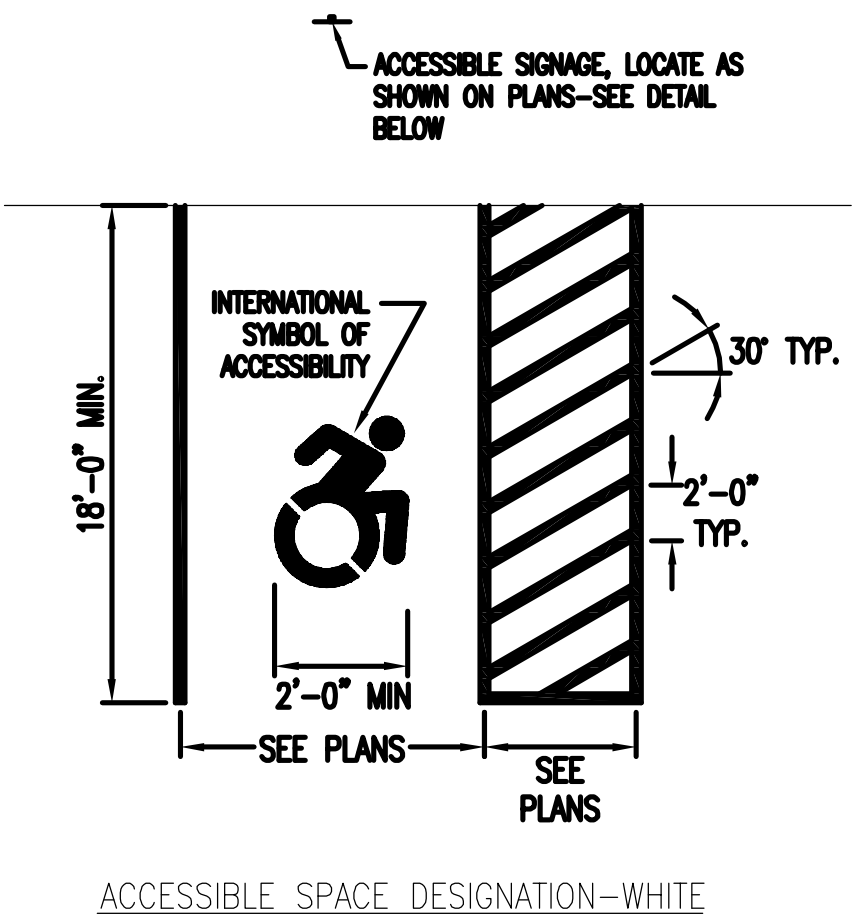 ACCESSIBLE SIGNAGE, LOCATE AS
SHOWN ON PLANS-SEE DETAIL
BELOW
INTERNATIONAL
SYMBOL OF
ACCESSIBILITY
30° TYP.
18'-0" MIN.
2'-0"
TYP.
2'-0" MIN
SEE PLANS
SEE
PLANS
ACCESSIBLE SPACE DESIGNATION-WHITE